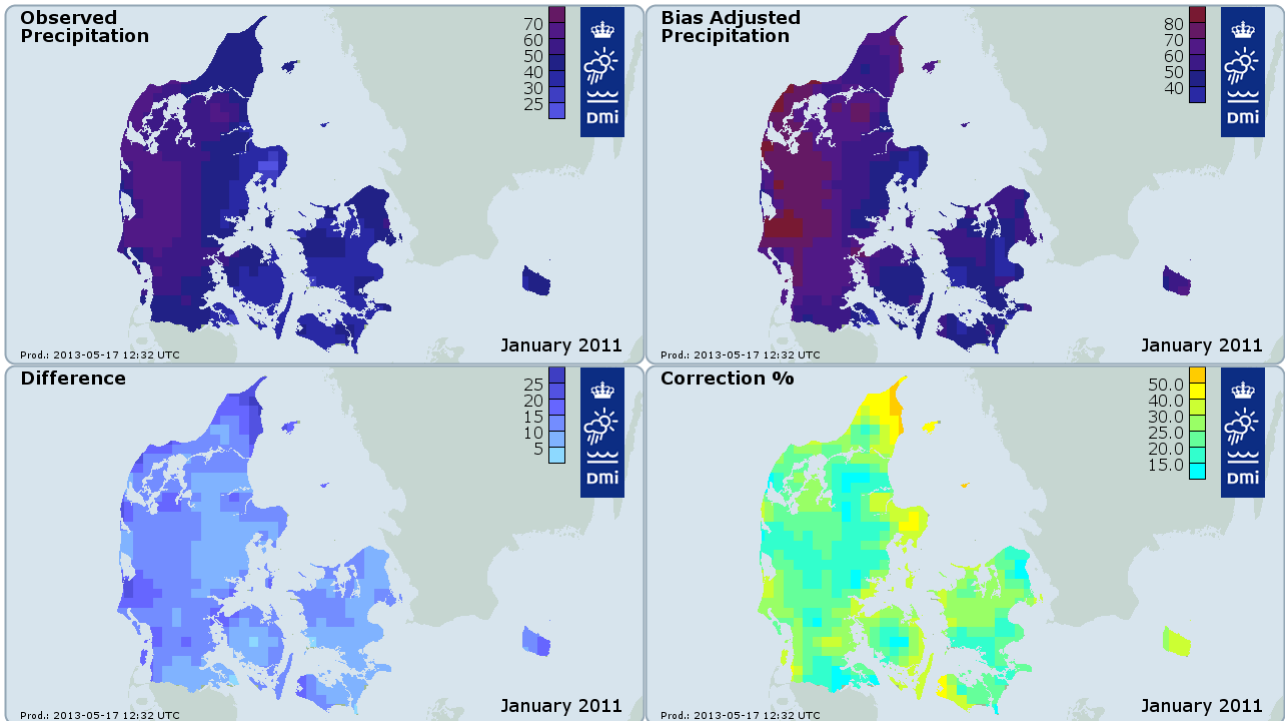 Observed
Precipitation
70
60
50
40
30
25
DMi
January 2011
Prod.: 2013-05-17 12:32 UTC
Bias Adjusted
Precipitation
80
70
60
50
40
DMi
January 2011
Prod.: 2013-05-17 12:32 UTC
Difference
25
20
15
10
5
DMi
January 2011
Prod.: 2013-05-17 12:32 UTC
Correction %
50.0
40.0
30.0
25.0
20.0
15.0
DMi
January 2011
Prod.: 2013-05-17 12:32 UTC